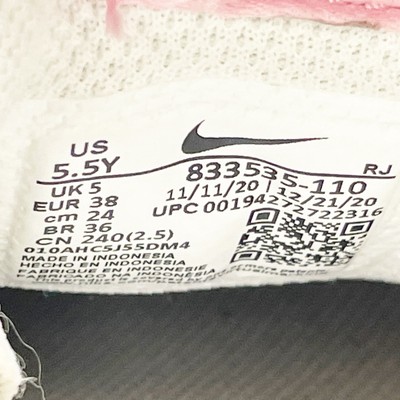 US
5.5Y
833535-110
RJ
UK 5
11/11/20 | 12/21/20
EUR 38
UPC 00194272722316
cm 24
BR 36
CN 240(2.5)
010AHC5J55DM4
MADE IN INDONESIA
HECHO EN INDONESIA
FABRIQUE EN INDONESIE
FABRICADO NA INDONÉSIA